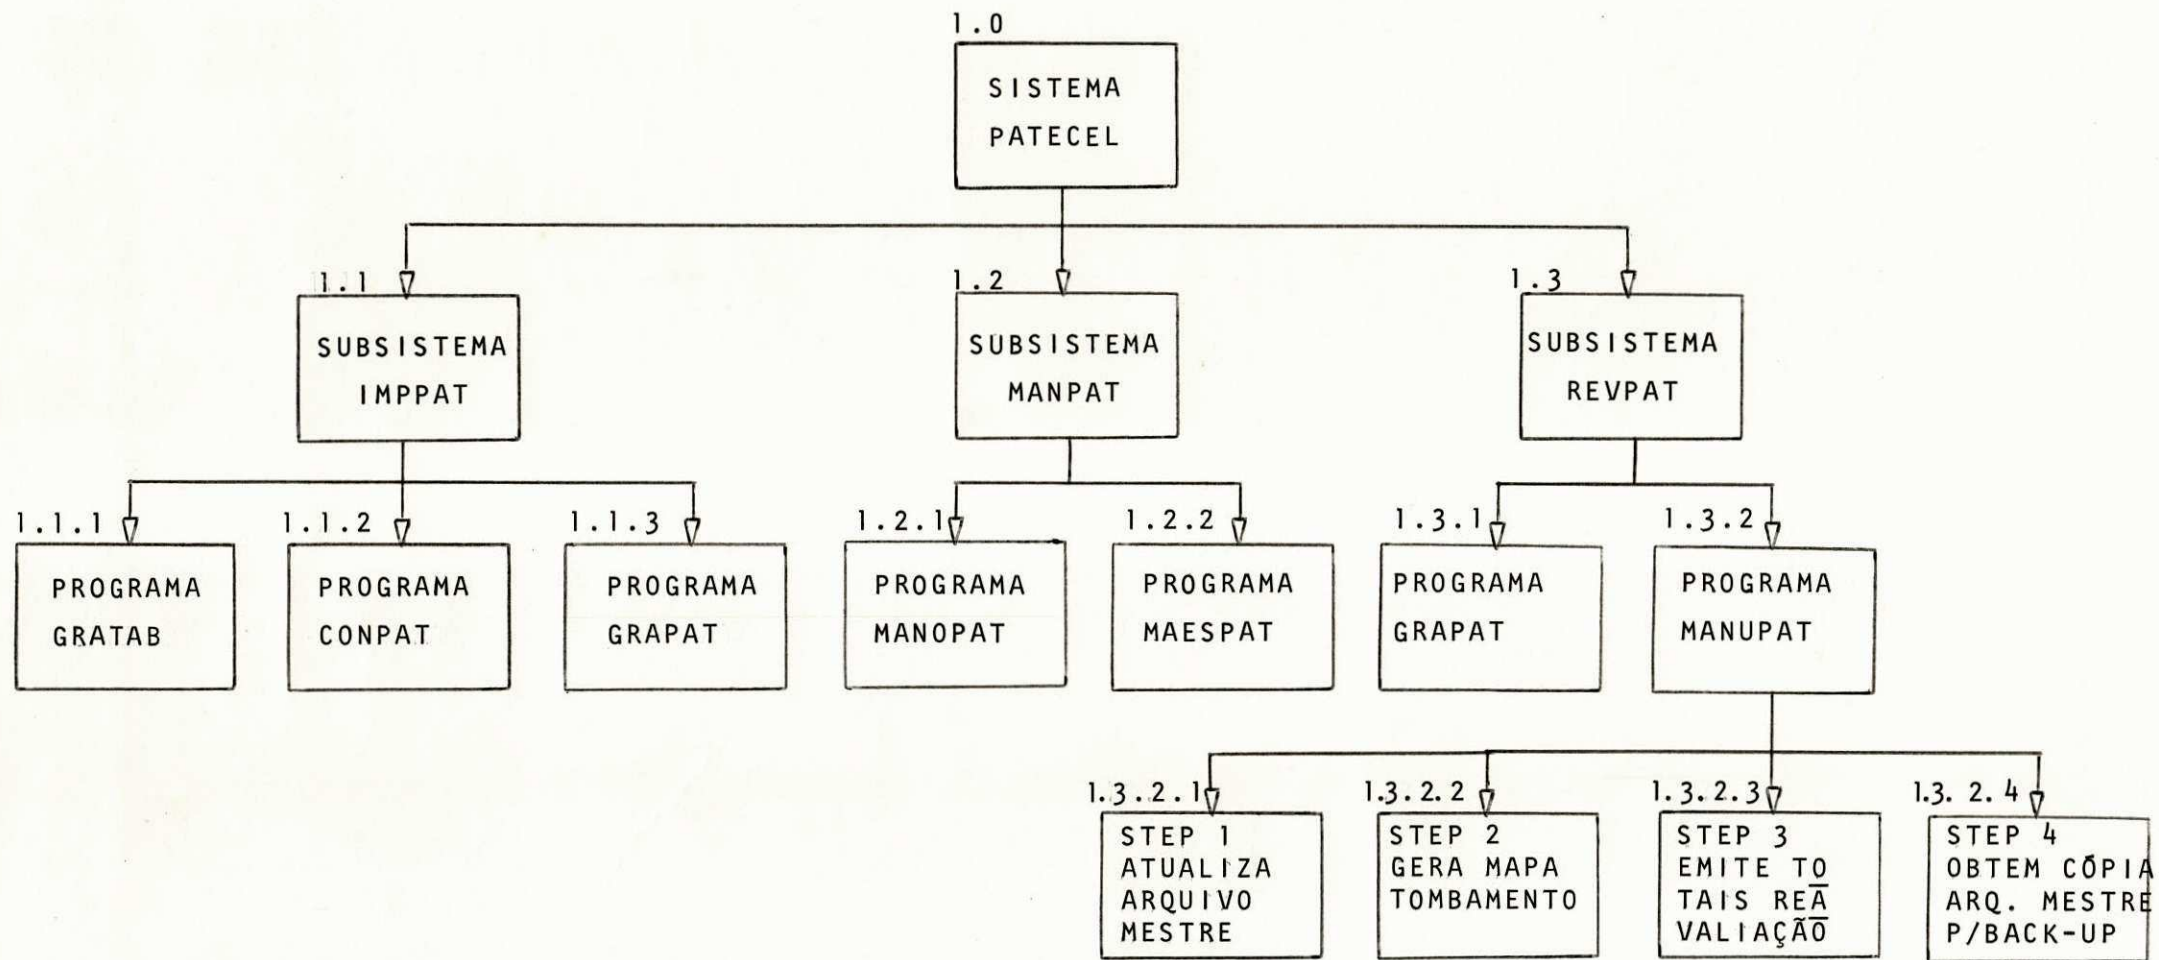 1.0
SISTEMA
PATECEL
1.1
SUBSISTEMA
IMPPAT
1.2
SUBSISTEMA
MANPAT
1.3
SUBSISTEMA
REVPAT
1.1.1
PROGRAMA
GRATAB
1.1.2
PROGRAMA
CONPAT
1.1.3
PROGRAMA
GRAPAT
1.2.1
PROGRAMA
MANOPAT
1.2.2
PROGRAMA
MAESPAT
1.3.1
PROGRAMA
GRAPAT
1.3.2
PROGRAMA
MANUPAT
1.3.2.1
STEP 1
ATUALIZA
ARQUIVO
MESTRE
1.3.2.2
STEP 2
GERA MAPA
TOMBAMENTO
1.3.2.3
STEP 3
EMITE TO
TAIS REA
VALIAÇÃO
1.3.2.4
STEP 4
OBTEM CÓPIA
ARQ. MESTRE
P/BACK-UP